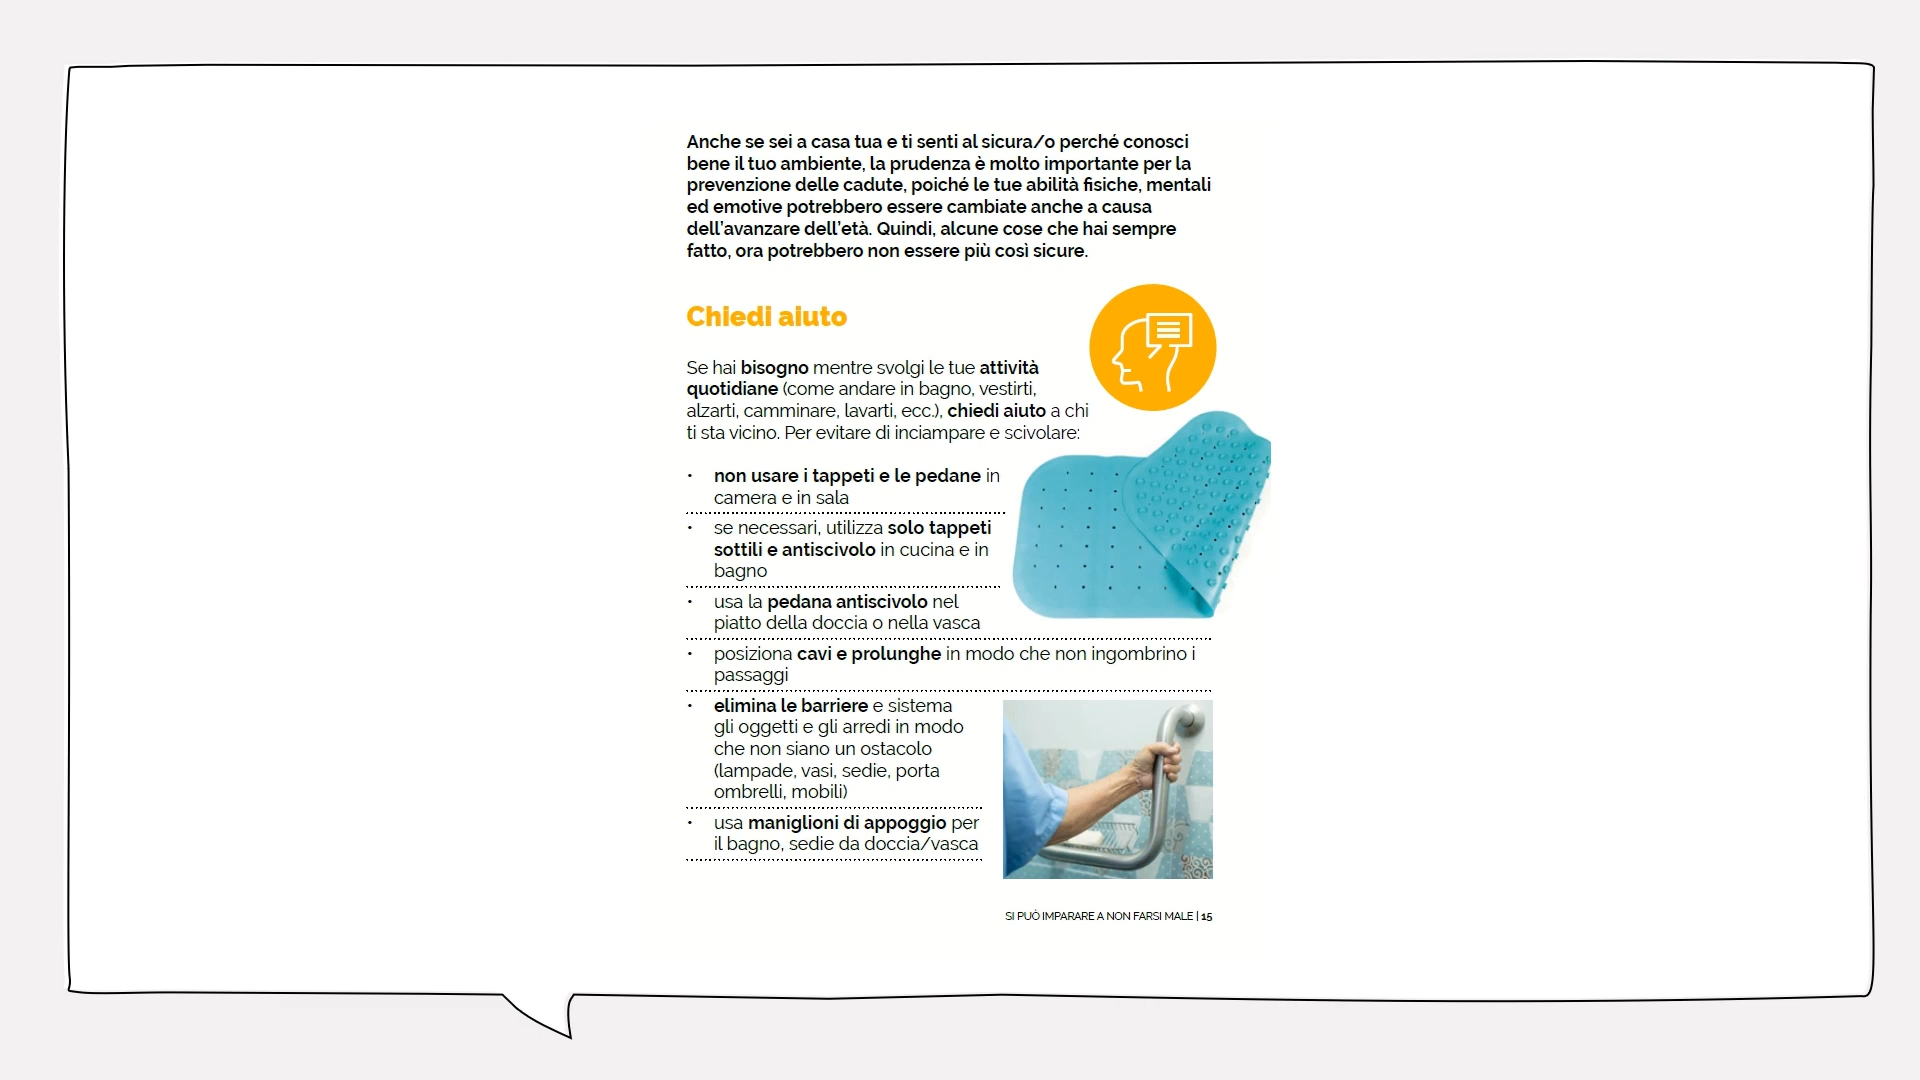 Anche se sei a casa tua e ti senti al sicura/o perché conosci
bene il tuo ambiente, la prudenza è molto importante per la
prevenzione delle cadute, poiché le tue abilità fisiche, mentali
ed emotive potrebbero essere cambiate anche a causa
dell'avanzare dell'età. Quindi, alcune cose che hai sempre
fatto, ora potrebbero non essere più così sicure.
Chiedi aiuto
Se hai bisogno mentre svolgi le tue attività
quotidiane (come andare in bagno, vestirti,
alzarti, camminare, lavarti, ecc.), chiedi aiuto a chi
ti sta vicino. Per evitare di inciampare e scivolare:
• non usare i tappeti e le pedane in
camera e in sala
• se necessari, utilizza solo tappeti
sottili e antiscivolo in cucina e in
bagno
• usa la pedana antiscivolo nel
piatto della doccia o nella vasca
• posiziona cavi e prolunghe in modo che non ingombrino i
passaggi
• elimina le barriere e sistema
gli oggetti e gli arredi in modo
che non siano un ostacolo
(lampade, vasi, sedie, porta
ombrelli, mobili)
• usa maniglioni di appoggio per
il bagno, sedie da doccia/vasca
SI PUÒ IMPARARE A NON FARSI MALE | 15